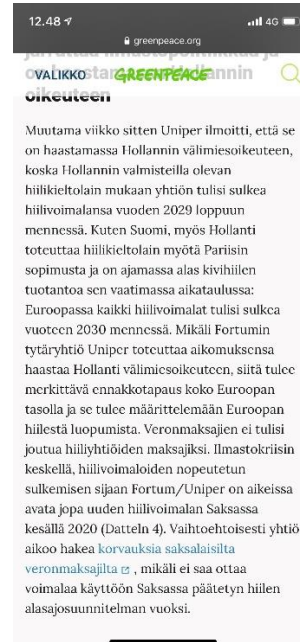 12.48
4G
greenpeace.org
VALIKKO
GREENPEACE
oikeuteen
Muutama viikko sitten Uniper ilmoitti, että se
on haastamassa Hollannin välimiesoikeuteen,
koska Hollannin valmisteilla olevan
hiilikieltolain mukaan yhtiön tulisi sulkea
hiilivoimalansa vuoden 2029 loppuun
mennessä. Kuten Suomi, myös Hollanti
toteuttaa hiilikieltolain myötä Pariisin
sopimusta ja on ajamassa alas kivihiilen
tuotantoa sen vaatimassa aikataulussa:
Euroopassa kaikki hiilivoimalat tulisi sulkea
vuoteen 2030 mennessä. Mikäli Fortumin
tytäryhtiö Uniper toteuttaa aikomuksensa
haastaa Hollanti välimiesoikeuteen, siitä tulee
merkittävä ennakkotapaus koko Euroopan
tasolla ja se tulee määrittelemään Euroopan
hiilestä luopumista. Veronmaksajien ei tulisi
joutua hiiliyhtiöiden maksajiksi. Ilmastokriisin
keskellä, hiilivoimaloiden nopeutetun
sulkemisen sijaan Fortum/Uniper on aikeissa
avata jopa uuden hiilivoimalan Saksassa
kesällä 2020 (Datteln 4). Vaihtoehtoisesti yhtiö
aikoo hakea korvauksia saksalaisilta
veronmaksajilta , mikäli ei saa ottaa
voimalaa käyttöön Saksassa päätetyn hiilen
alasajosuunnitelman vuoksi.